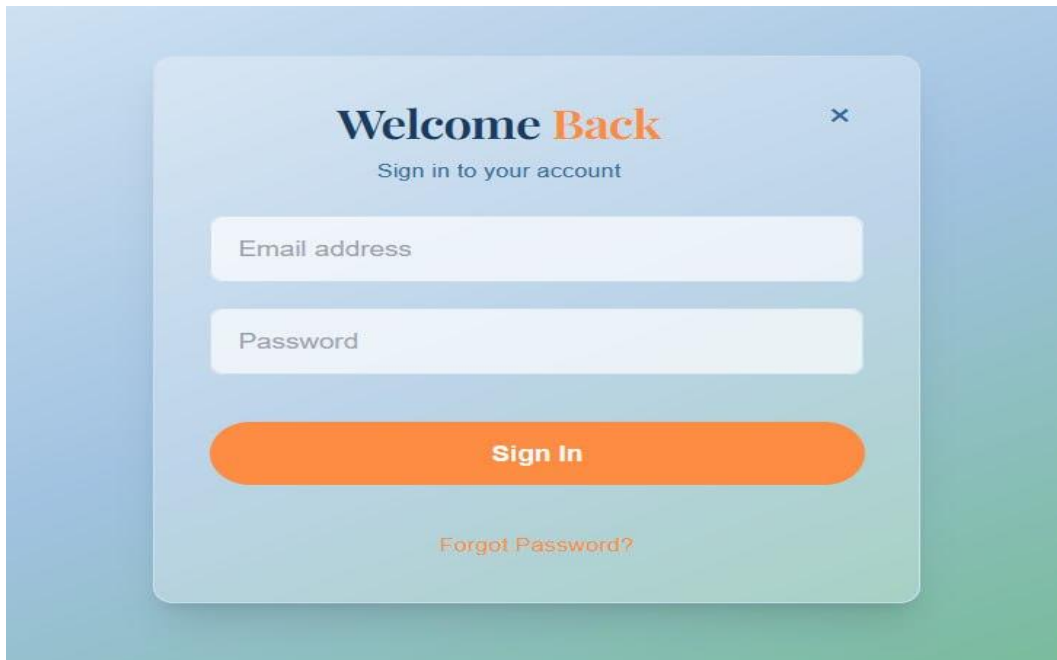 Welcome Back
×
Sign in to your account
Email address
Password
Sign In
Forgot Password?